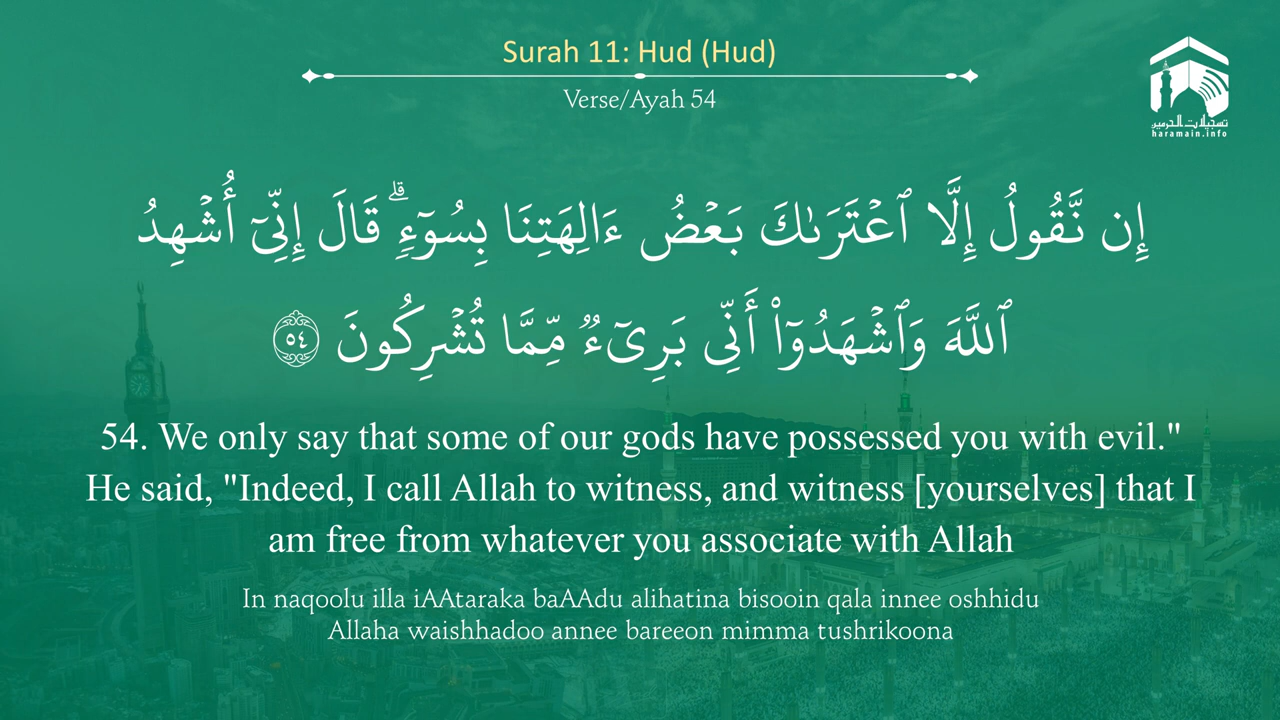 Surah 11: Hud (Hud)
Verse/Ayah 54
تسجيلات الحرمين
haramain.info
إِن نَّقُولُ إِلَّا ٱعْتَرَىٰكَ بَعْضُ ءَالِهَتِنَا بِسُوٓءٍۗ قَالَ إِنِّىٓ أُشْهِدُ
ٱللَّهَ وَٱشْهَدُوٓا۟ أَنِّى بَرِىٓءٌۭ مِّمَّا تُشْرِكُونَ ٥٤
54. We only say that some of our gods have possessed you with evil."
He said, "Indeed, I call Allah to witness, and witness [yourselves] that I
am free from whatever you associate with Allah
In naqoolu illa iAAtaraka baAAdu alihatina bisooin qala innee oshhidu
Allaha waishhadoo annee bareeon mimma tushrikoona